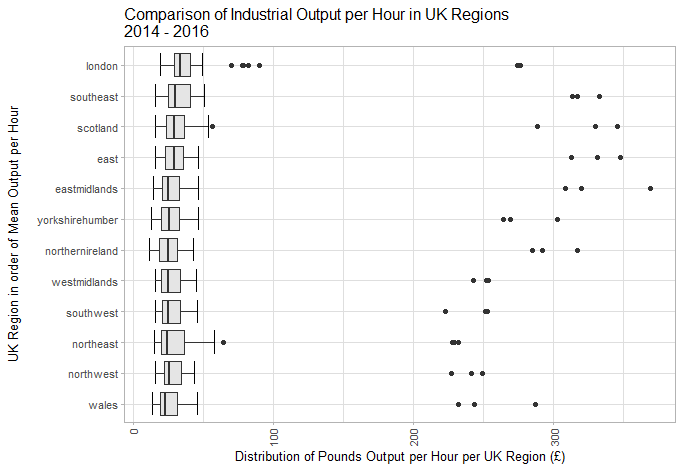 Comparison of Industrial Output per Hour in UK Regions
2014 - 2016
UK Region in order of Mean Output per Hour
london
southeast
scotland
east
eastmidlands
yorkshirehumber
northernireland
westmidlands
southwest
northeast
northwest
wales
0
100
200
300
Distribution of Pounds Output per Hour per UK Region (£)